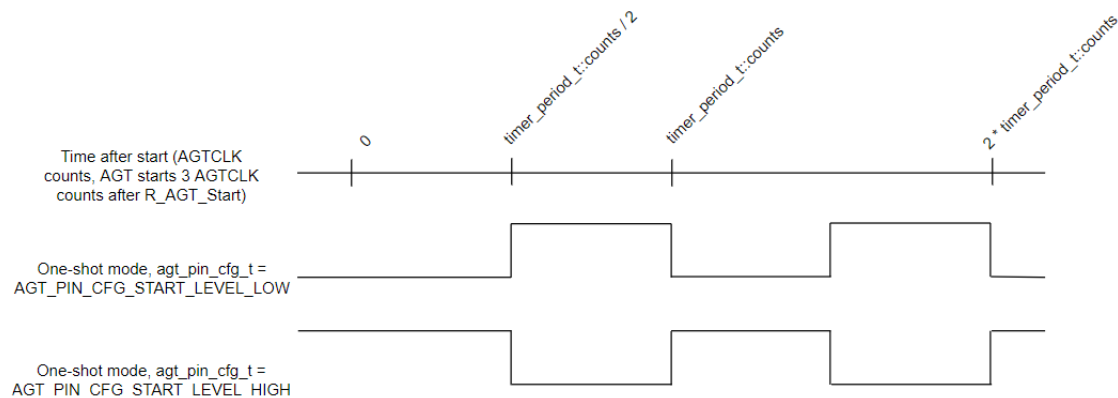 timer_period_t::counts / 2
timer_period_t::counts
2 * timer_period_t::counts
0
Time after start (AGTCLK
counts, AGT starts 3 AGTCLK
counts after R_AGT_Start)
One-shot mode, agt_pin_cfg_t =
AGT_PIN_CFG_START_LEVEL_LOW
One-shot mode, agt_pin_cfg_t =
AGT_PIN_CFG_START_LEVEL_HIGH